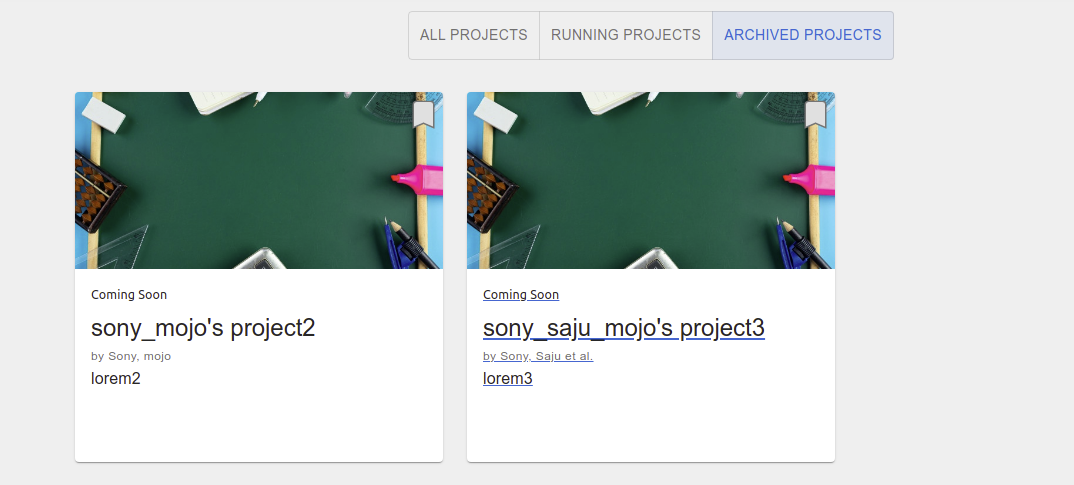 ALL PROJECTS RUNNING PROJECTS ARCHIVED PROJECTS
Coming Soon
sony_mojo's project2
by Sony, mojo
lorem2
Coming Soon
sony_saju_mojo's project3
by Sony, Saju et al.
lorem3